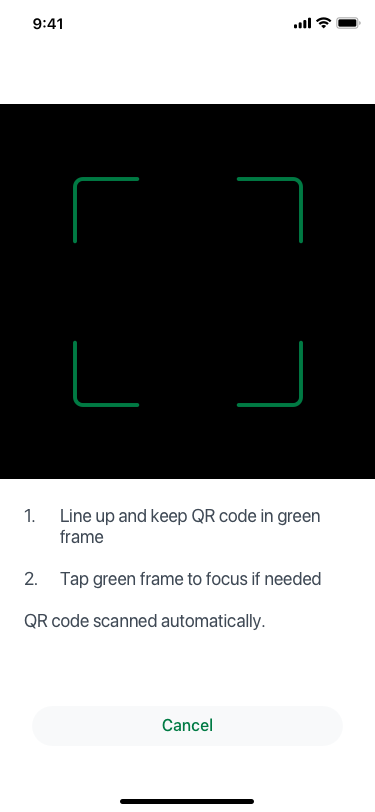 9:41
1. Line up and keep QR code in green
frame
2. Tap green frame to focus if needed
QR code scanned automatically.
Cancel